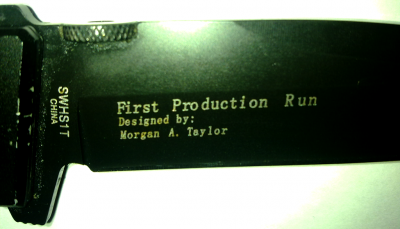 SWHS1T
CHINA
First Production Run
Designed by:
Morgan A. Taylor